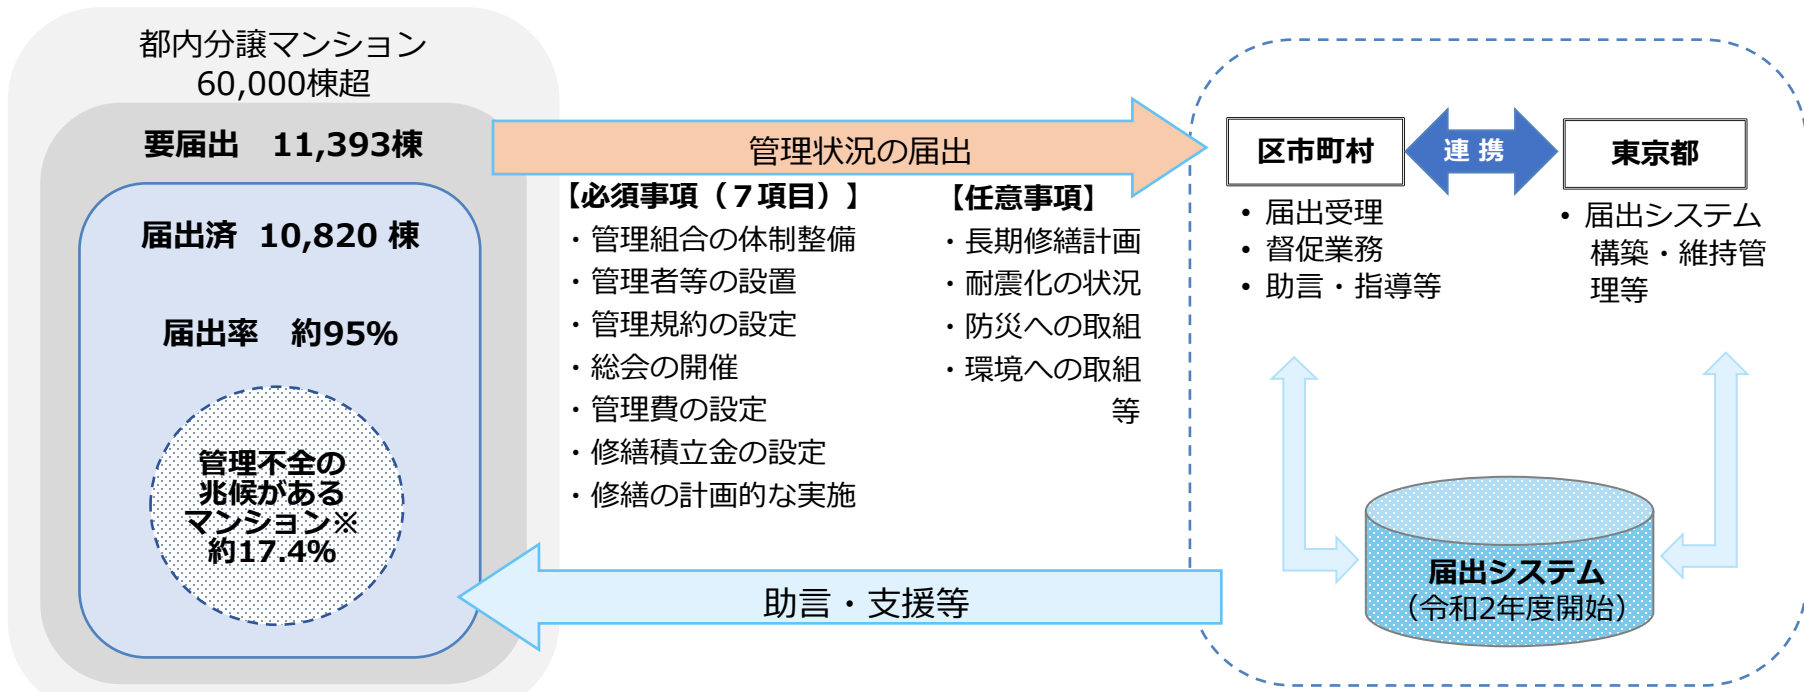 都内分譲マンション
60,000棟超
要届出　11,393棟
届出済 10,820 棟
届出率　約95%
管理不全の
兆候がある
マンション※
約17.4%
管理状況の届出
【必須事項（７項目）】
・管理組合の体制整備
・管理者等の設置
・管理規約の設定
・総会の開催
・管理費の設定
・修繕積立金の設定
・修繕の計画的な実施
【任意事項】
・長期修繕計画
・耐震化の状況
・防災への取組
・環境への取組
等
助言・支援等
区市町村
連 携
東京都
• 届出受理
• 督促業務
• 助言・指導等
• 届出システム
構築・維持管
理等
届出システム
（令和2年度開始）